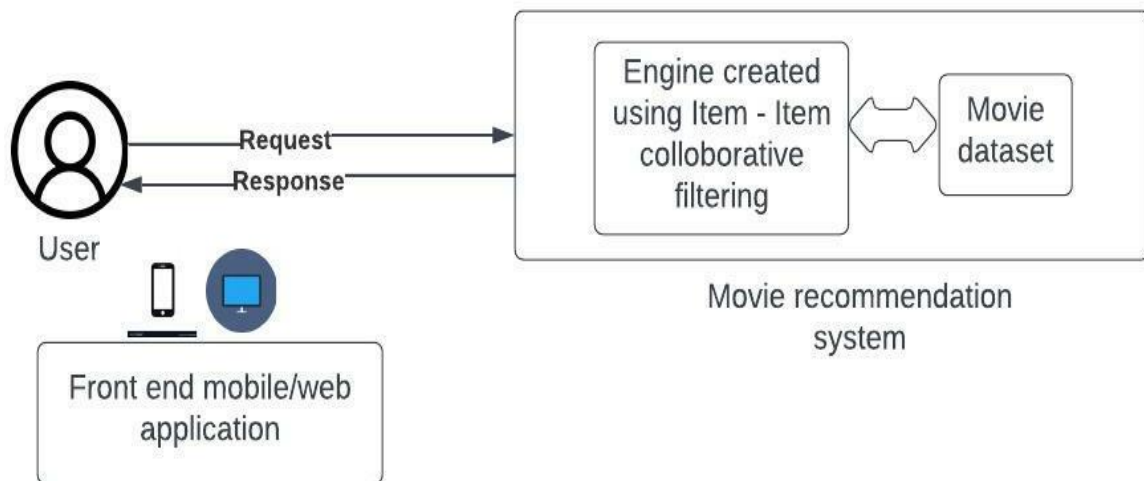 Engine created
using Item - Item
colloborative
filtering
Movie
dataset
Request
Response
User
Movie recommendation
system
Front end mobile/web
application